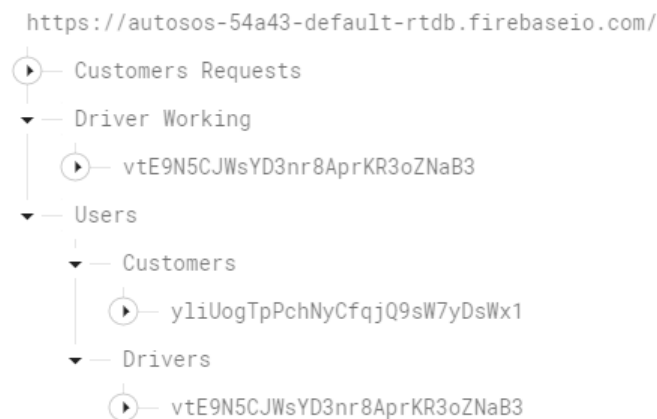 https://autosos-54a43-default-rtdb.firebaseio.com/
Customers Requests
Driver Working
vtE9N5CJWsYD3nr8AprKR3oZNaB3
Users
Customers
yliUogTpPchNyCfqjQ9sW7yDsWx1
Drivers
vtE9N5CJWsYD3nr8AprKR3oZNaB3